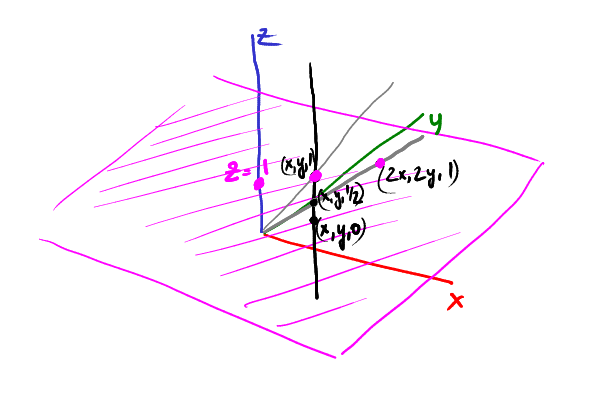 z
y
z=1
(x,y,1)
(2x,2y,1)
(x,y,1/2)
(x,y,0)
x